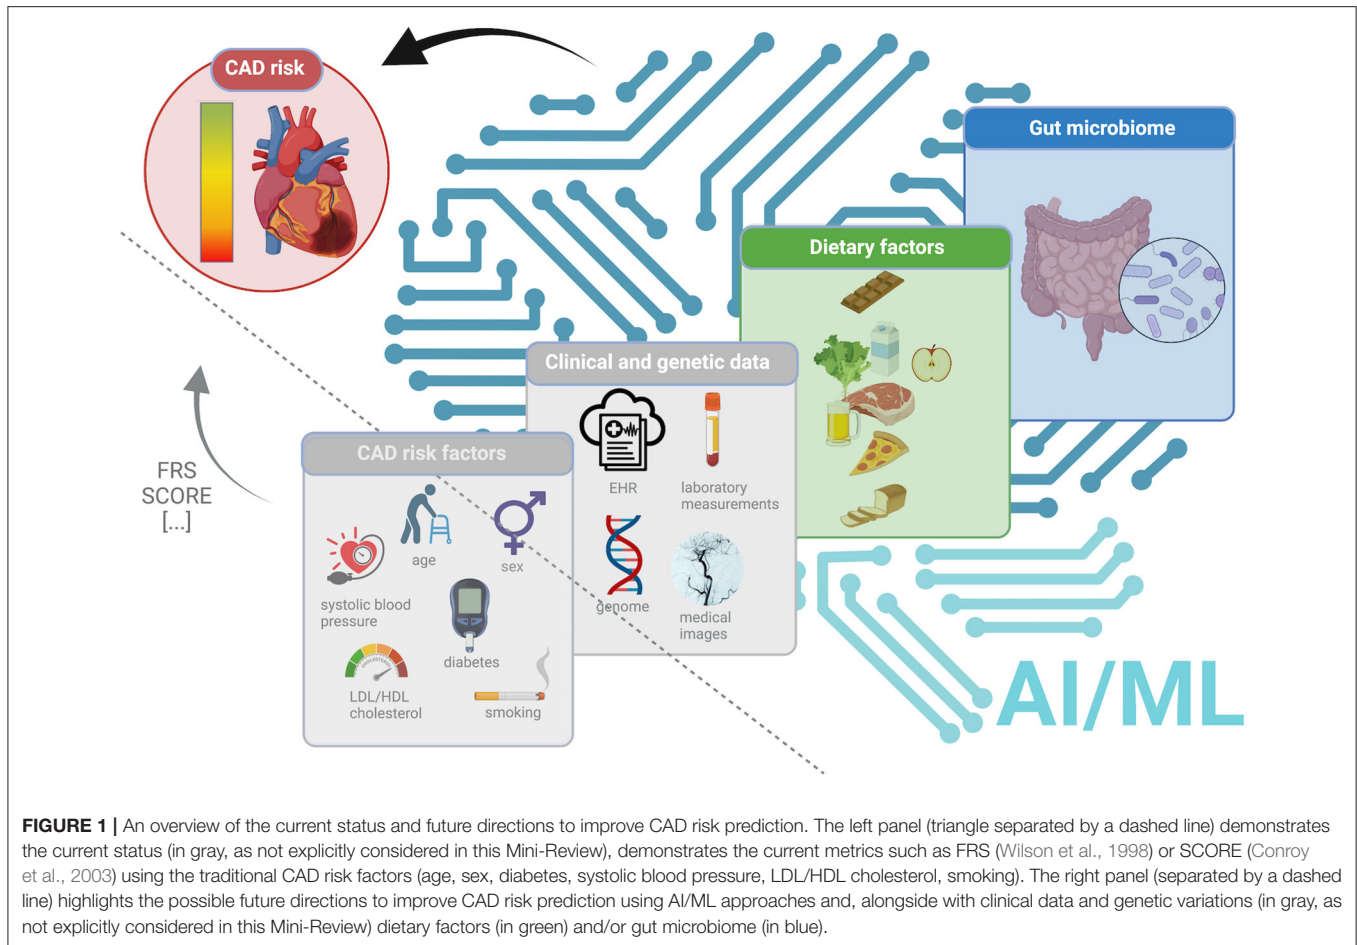 CAD risk
Gut microbiome
Dietary factors
Clinical and genetic data
EHR
laboratory
measurements
genome
medical
images
CAD risk factors
age
sex
systolic blood
pressure
diabetes
CHOLESTEROL
LDL/HDL
cholesterol
smoking
FRS
SCORE
[...]
AI/ML
FIGURE 1 | An overview of the current status and future directions to improve CAD risk prediction. The left panel (triangle separated by a dashed line) demonstrates
the current status (in gray, as not explicitly considered in this Mini-Review), demonstrates the current metrics such as FRS (Wilson et al., 1998) or SCORE (Conroy
et al., 2003) using the traditional CAD risk factors (age, sex, diabetes, systolic blood pressure, LDL/HDL cholesterol, smoking). The right panel (separated by a dashed
line) highlights the possible future directions to improve CAD risk prediction using AI/ML approaches and, alongside with clinical data and genetic variations (in gray, as
not explicitly considered in this Mini-Review) dietary factors (in green) and/or gut microbiome (in blue).